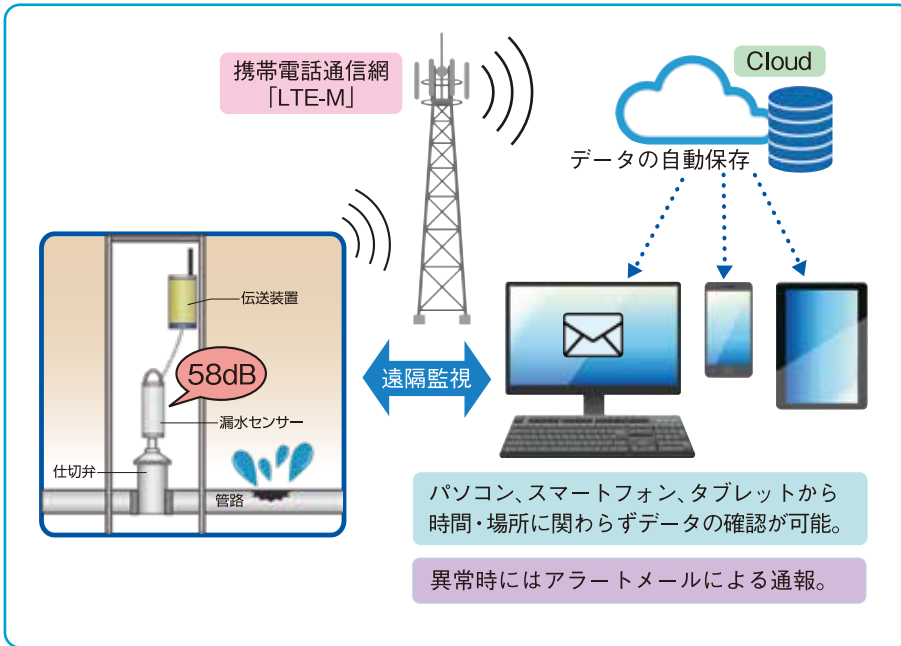 携帯電話通信網
「LTE-M」
Cloud
データの自動保存
伝送装置
58dB
漏水センサー
仕切弁
管路
遠隔監視
パソコン、スマートフォン、タブレットから
時間・場所に関わらずデータの確認が可能。
異常時にはアラートメールによる通報。